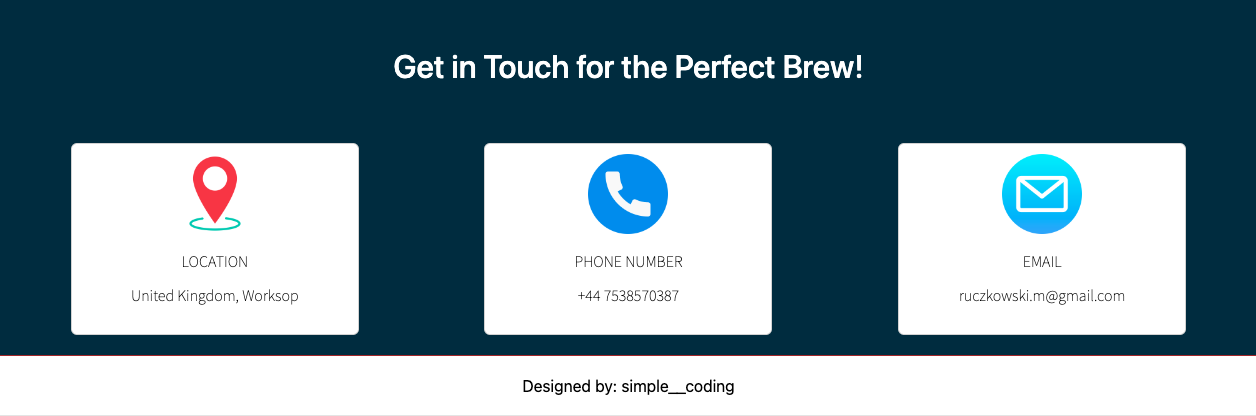 Get in Touch for the Perfect Brew!
LOCATION
United Kingdom, Worksop
PHONE NUMBER
+44 7538570387
EMAIL
ruczkowski.m@gmail.com
Designed by: simple__coding